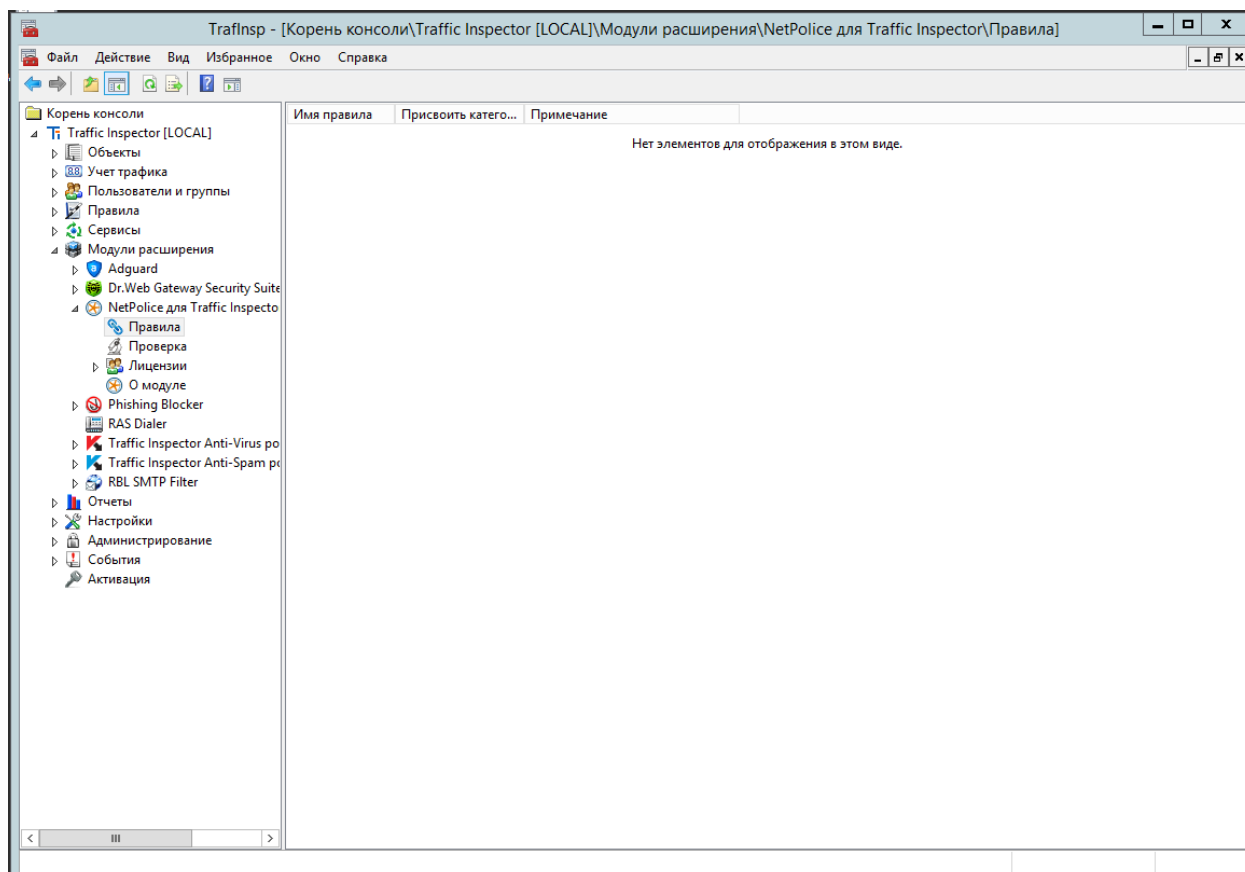 TrafInsp - [Корень консоли\Traffic Inspector [LOCAL]\Модули расширения\NetPolice для Traffic Inspector\Правила]
Файл Действие Вид Избранное Окно Справка
Корень консоли
Traffic Inspector [LOCAL]
Объекты
Учет трафика
Пользователи и группы
Правила
Сервисы
Модули расширения
Adguard
Dr.Web Gateway Security Suite
NetPolice для Traffic Inspecto
Правила
Проверка
Лицензии
О модуле
Phishing Blocker
RAS Dialer
Traffic Inspector Anti-Virus po
Traffic Inspector Anti-Spam po
RBL SMTP Filter
Отчеты
Настройки
Администрирование
События
Активация
Имя правила Присвоить катего... Примечание
Нет элементов для отображения в этом виде.